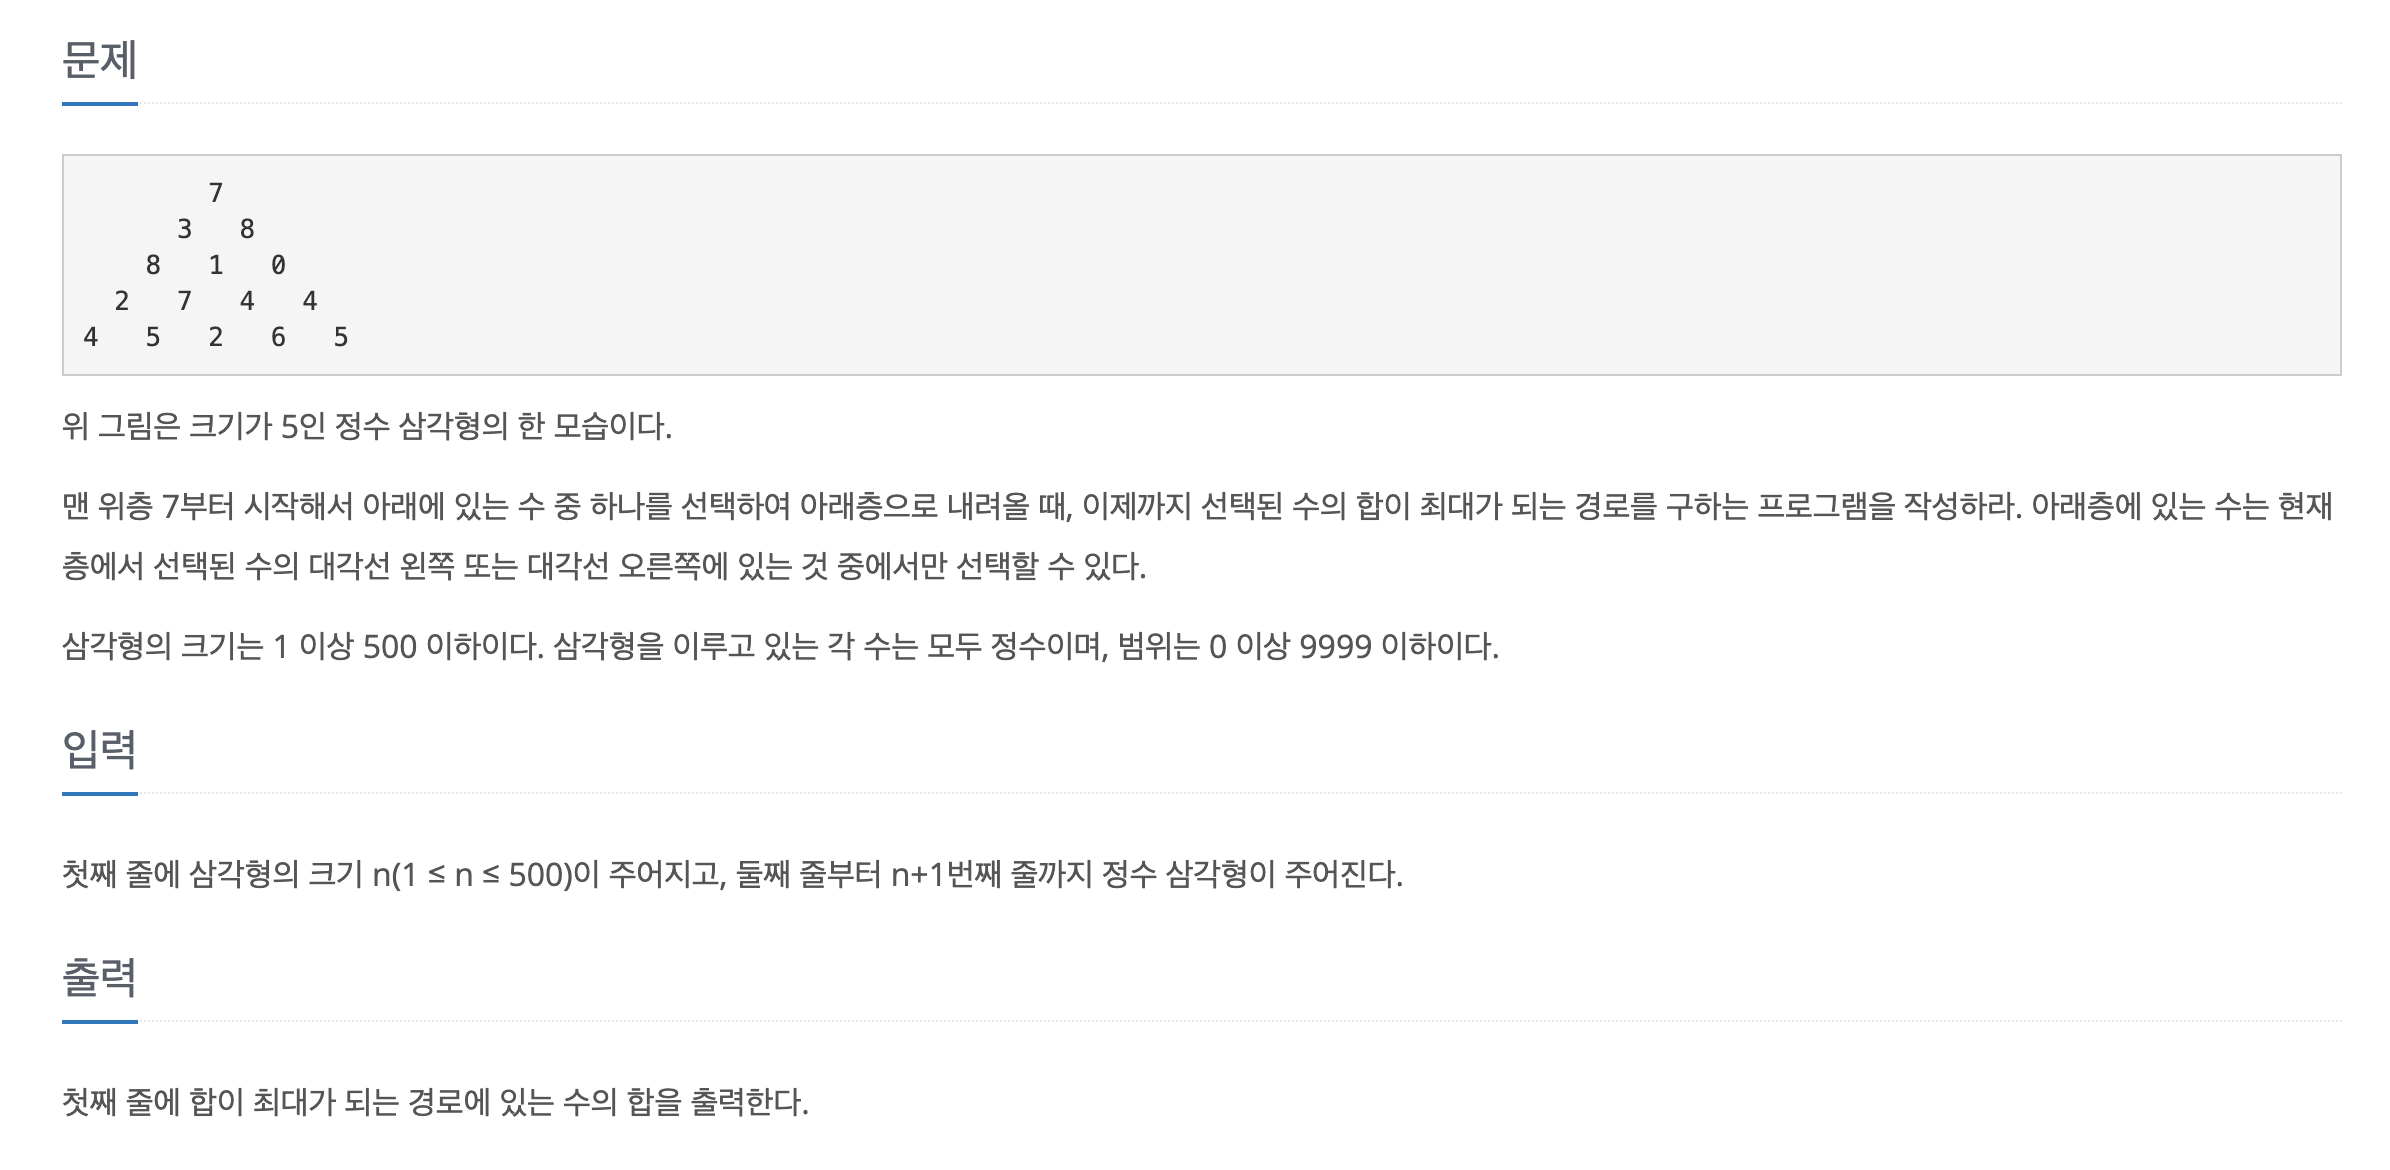 문제
7
3 8
8 1 0
2 7 4 4
4 5 2 6 5
위 그림은 크기가 5인 정수 삼각형의 한 모습이다.
맨 위층 7부터 시작해서 아래에 있는 수 중 하나를 선택하여 아래층으로 내려올 때, 이제까지 선택된 수의 합이 최대가 되는 경로를 구하는 프로그램을 작성하라. 아래층에 있는 수는 현재
층에서 선택된 수의 대각선 왼쪽 또는 대각선 오른쪽에 있는 것 중에서만 선택할 수 있다.
삼각형의 크기는 1 이상 500 이하이다. 삼각형을 이루고 있는 각 수는 모두 정수이며, 범위는 0 이상 9999 이하이다.
입력
첫째 줄에 삼각형의 크기 n(1 ≤ n ≤ 500)이 주어지고, 둘째 줄부터 n+1번째 줄까지 정수 삼각형이 주어진다.
출력
첫째 줄에 합이 최대가 되는 경로에 있는 수의 합을 출력한다.